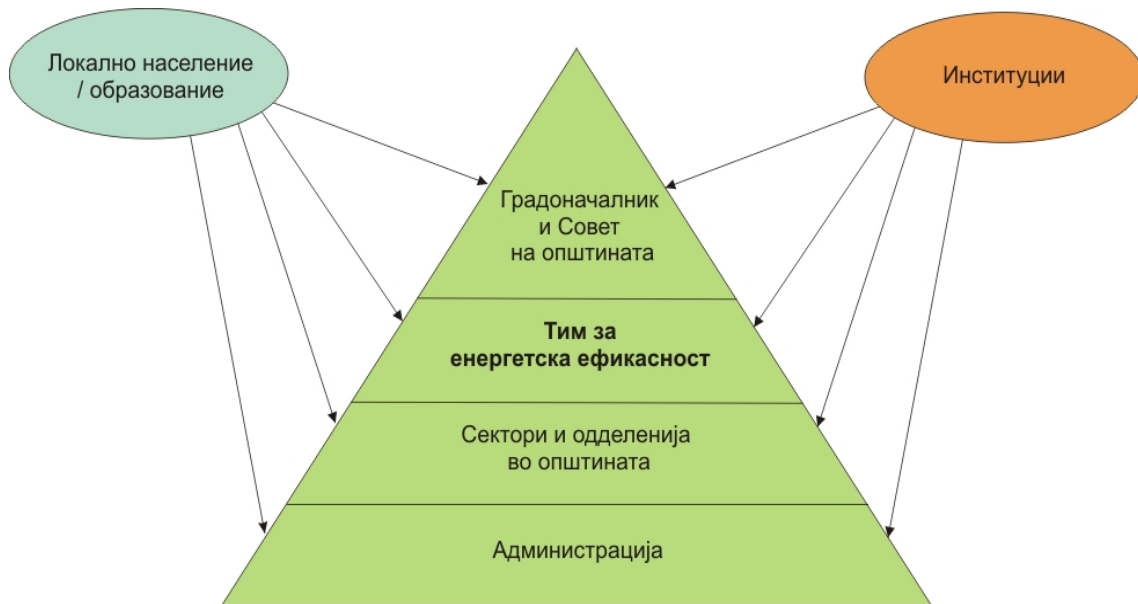 Локално население
/ образование
Институции
Градоначалник
и Совет
на општината
Тим за
енергетска ефикасност
Сектори и одделенија
во општината
Администрација